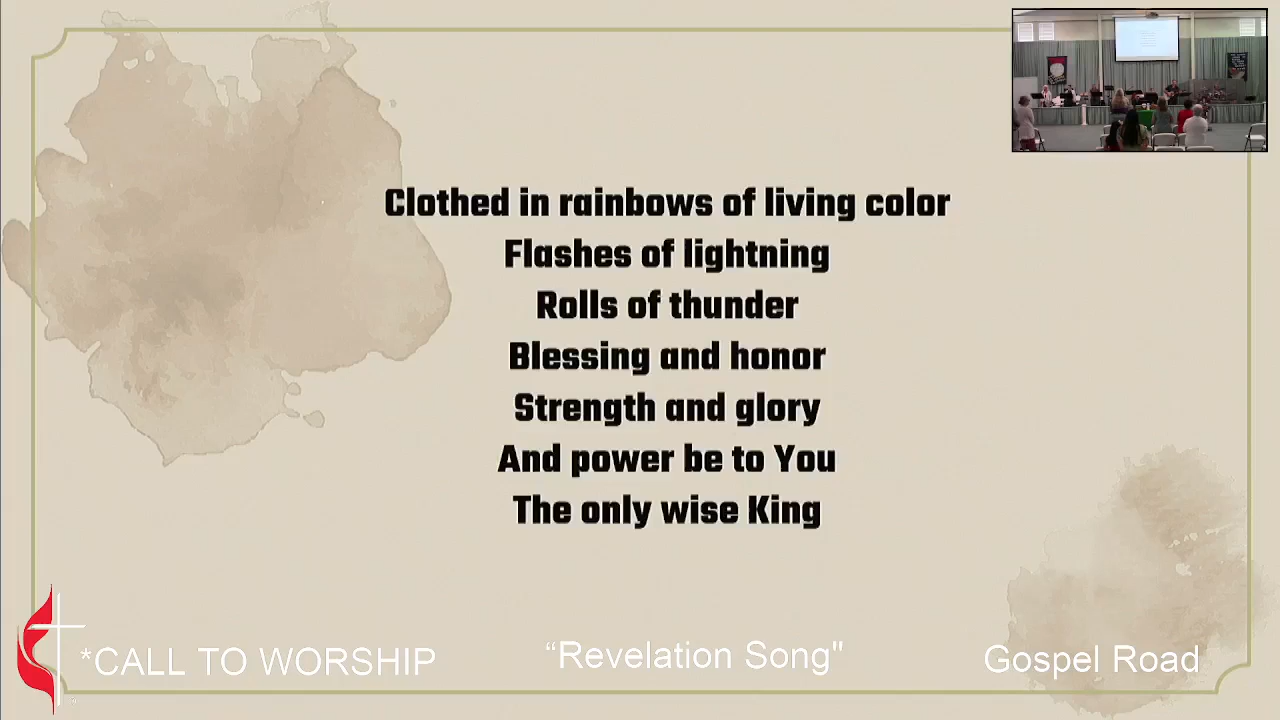 Clothed in rainbows of living color
Flashes of lightning
Rolls of thunder
Blessing and honor
Strength and glory
And power be to You
The only wise King
*CALL TO WORSHIP
“Revelation Song"
Gospel Road